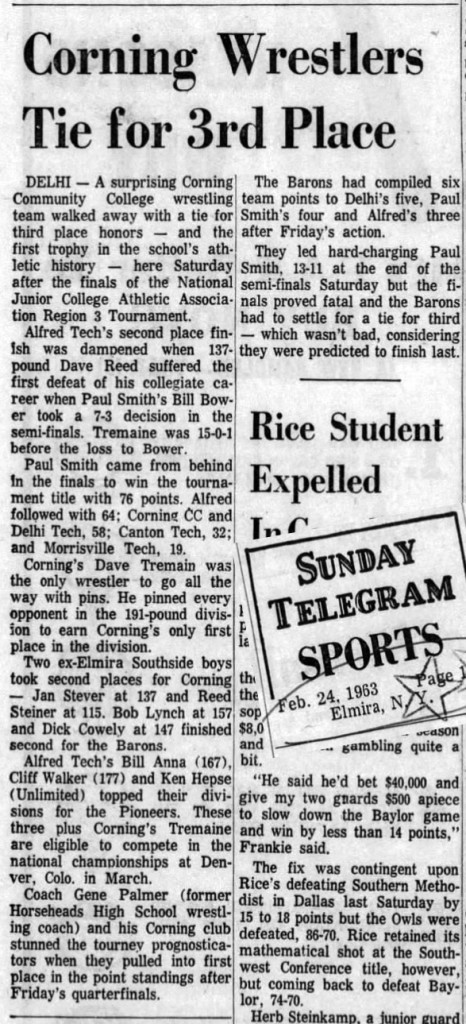 Corning Wrestlers
Tie for 3rd Place
DELHI — A surprising Corning
Community College wrestling
team walked away with a tie for
third place honors — and the
first trophy in the school's ath-
letic history — here Saturday
after the finals of the National
Junior College Athletic Associa-
tion Region 3 Tournament.
Alfred Tech's second place fin-
ish was dampened when 137-
pound Dave Reed suffered the
first defeat of his collegiate ca-
reer when Paul Smith's Bill Bow-
er took a 7-3 decision in the
semi-finals. Tremaine was 15-0-1
before the loss to Bower.
Paul Smith came from behind
in the finals to win the tourna-
ment title with 76 points. Alfred
followed with 64; Corning CC and
Delhi Tech, 58; Canton Tech, 32;
and Morrisville Tech, 19.
Corning's Dave Tremain was
the only wrestler to go all the
way with pins. He pinned every
opponent in the 191-pound divis-
ion to earn Corning's only first
place in the division.
Two ex-Elmira Southside boys
took second places for Corning
— Jan Stever at 137 and Reed
Steiner at 115. Bob Lynch at 157
and Dick Cowely at 147 finished
second for the Barons.
Alfred Tech's Bill Anna (167),
Cliff Walker (177) and Ken Hepse
(Unlimited) topped their divi-
sions for the Pioneers. These
three plus Corning's Tremaine
are eligible to compete in the
national championships at Den-
ver, Colo. in March.
Coach Gene Palmer (former
Horseheads High School wrestl-
ing coach) and his Corning club
stunned the tourney prognostica-
tors when they pulled into first
place in the point standings after
Friday's quarterfinals.
The Barons had compiled six
team points to Delhi's five, Paul
Smith's four and Alfred's three
after Friday's action.
They led hard-charging Paul
Smith, 13-11 at the end of the
semi-finals Saturday but the fi-
nals proved fatal and the Barons
had to settle for a tie for third
— which wasn't bad, considering
they were predicted to finish last.
Rice Student
Expelled
SUNDAY
TELEGRAM
SPORTS
Feb. 24, 1963 Page 1
Elmira, N.Y.
the
sop
$8,0
and gambling quite a
bit.
"He said he'd bet $40,000 and
give my two guards $500 apiece
to slow down the Baylor game
and win by less than 14 points,"
Frankie said.
The fix was contingent upon
Rice's defeating Southern Metho-
dist in Dallas last Saturday by
15 to 18 points but the Owls were
defeated, 86-70. Rice retained its
mathematical shot at the South-
west Conference title, however,
but coming back to defeat Bay-
lor, 74-70.
Herb Steinkamp, a junior guard